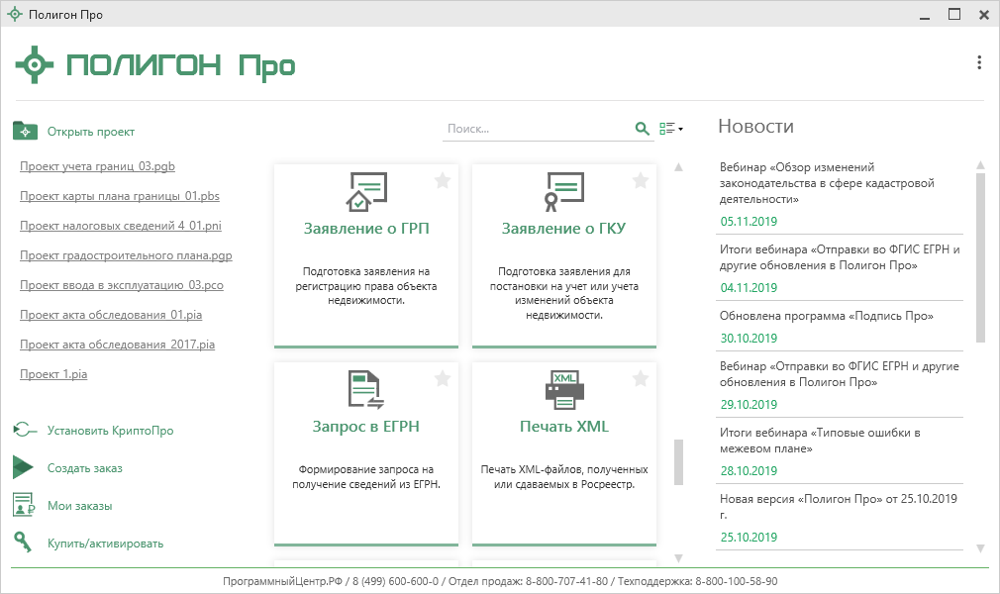 Полигон Про
ПОЛИГОН Про
Открыть проект
Проект учета границ_03.pgb
Проект карты плана границы_01.pbs
Проект налоговых сведений 4_01.pni
Проект градостроительного плана.pgp
Проект ввода в эксплуатацию_03.pco
Проект акта обследования_01.pia
Проект акта обследования_2017.pia
Проект 1.pia
Установить КриптоПро
Создать заказ
Мои заказы
Купить/активировать
Поиск...
Заявление о ГРП
Подготовка заявления на
регистрацию права объекта
недвижимости.
Заявление о ГКУ
Подготовка заявления для
постановки на учет или учета
изменений объекта
недвижимости.
Запрос в ЕГРН
Формирование запроса на
получение сведений из ЕГРН.
XML
Печать XML
Печать XML-файлов, полученных
или сдаваемых в Росреестр.
Новости
Вебинар «Обзор изменений
законодательства в сфере кадастровой
деятельности»
05.11.2019
Итоги вебинара «Отправки во ФГИС ЕГРН и
другие обновления в Полигон Про»
04.11.2019
Обновлена программа «Подпись Про»
30.10.2019
Вебинар «Отправки во ФГИС ЕГРН и другие
обновления в Полигон Про»
29.10.2019
Итоги вебинара «Типовые ошибки в
межевом плане»
28.10.2019
Новая версия «Полигон Про» от 25.10.2019
г.
25.10.2019
ПрограммныйЦентр.РФ / 8 (499) 600-600-0 / Отдел продаж: 8-800-707-41-80 / Техподдержка: 8-800-100-58-90